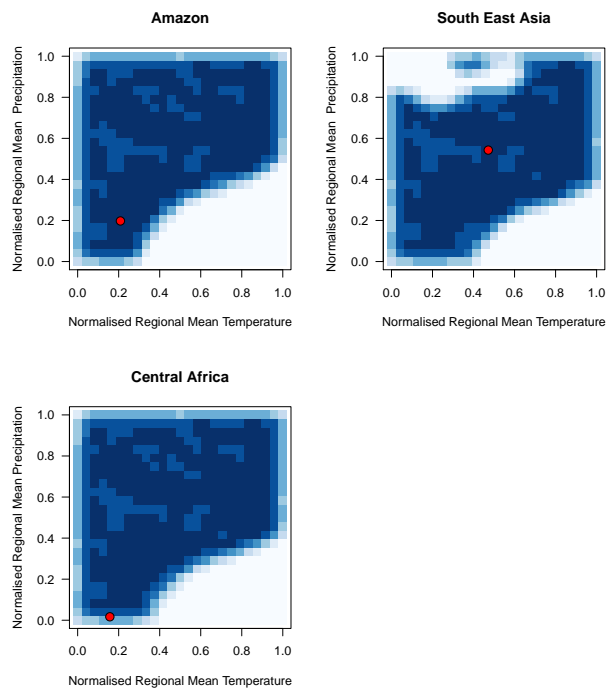 Amazon
Normalised Regional Mean  Precipitation
1.0
0.8
0.6
0.4
0.2
0.0
0.0 0.2 0.4 0.6 0.8 1.0
Normalised Regional Mean Temperature
South East Asia
Normalised Regional Mean  Precipitation
1.0
0.8
0.6
0.4
0.2
0.0
0.0 0.2 0.4 0.6 0.8 1.0
Normalised Regional Mean Temperature
Central Africa
Normalised Regional Mean Precipitation
1.0
0.8
0.6
0.4
0.2
0.0
0.0 0.2 0.4 0.6 0.8 1.0
Normalised Regional Mean Temperature